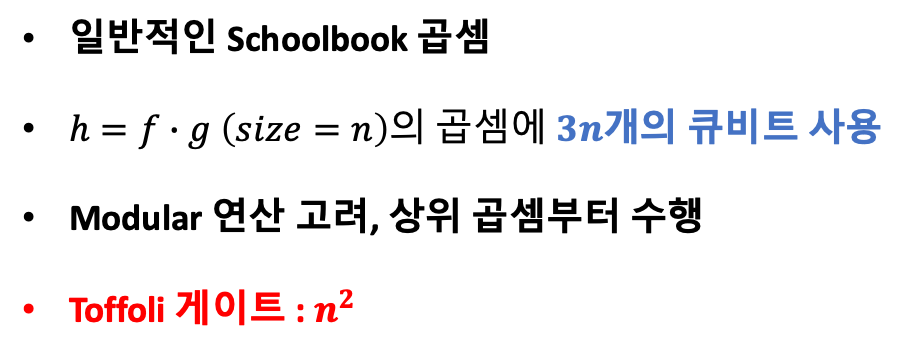 • 일반적인 Schoolbook 곱셈
• h = f · g (size = n)의 곱셈에 3n개의 큐비트 사용
• Modular 연산 고려, 상위 곱셈부터 수행
• Toffoli 게이트 : n²